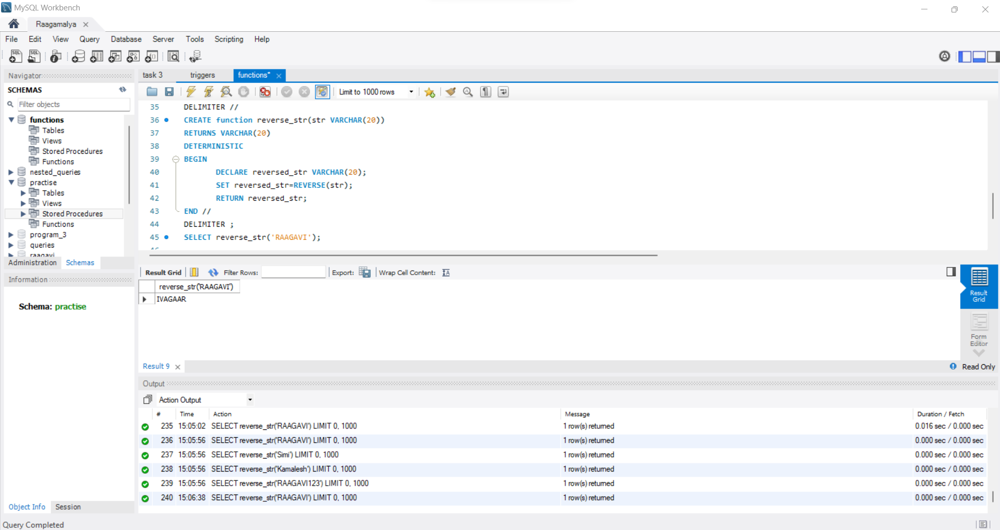 MySQL Workbench
Raagamalya
File Edit View Query Database Server Tools Scripting Help
Navigator
SCHEMAS
Filter objects
functions
Tables
Views
Stored Procedures
Functions
nested_queries
practise
Tables
Views
Stored Procedures
Functions
program_3
queries
raagavi
Administration Schemas
Information
Schema: practise
Object Info Session
task 3 triggers functions*
Limit to 1000 rows
35 DELIMITER //
36 CREATE function reverse_str(str VARCHAR(20))
37 RETURNS VARCHAR(20)
38 DETERMINISTIC
39 BEGIN
40 DECLARE reversed_str VARCHAR(20);
41 SET reversed_str=REVERSE(str);
42 RETURN reversed_str;
43 END //
44 DELIMITER ;
45 SELECT reverse_str('RAAGAVI');
46
Result Grid Filter Rows: Export: Wrap Cell Content:
reverse_str('RAAGAVI')
IVAGAAR
Result
Grid
Form
Editor
Result 9
Read Only
Output
Action Output
# Time Action Message Duration / Fetch
235 15:05:02 SELECT reverse_str('RAAGAVI') LIMIT 0, 1000 1 row(s) returned 0.016 sec / 0.000 sec
236 15:05:56 SELECT reverse_str('RAAGAVI') LIMIT 0, 1000 1 row(s) returned 0.000 sec / 0.000 sec
237 15:05:56 SELECT reverse_str('Simi') LIMIT 0, 1000 1 row(s) returned 0.000 sec / 0.000 sec
238 15:05:56 SELECT reverse_str('Kamalesh') LIMIT 0, 1000 1 row(s) returned 0.000 sec / 0.000 sec
239 15:05:56 SELECT reverse_str('RAAGAVI123') LIMIT 0, 1000 1 row(s) returned 0.000 sec / 0.000 sec
240 15:06:38 SELECT reverse_str('RAAGAVI') LIMIT 0, 1000 1 row(s) returned 0.000 sec / 0.000 sec
Query Completed